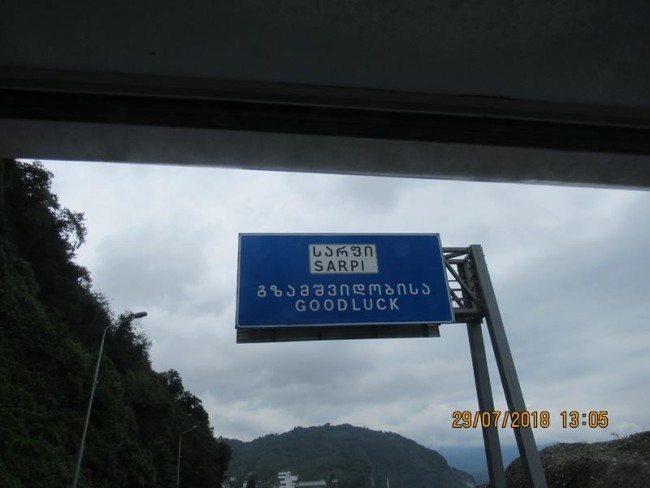 სარფი
SARPI
გზამშვიდობისა
GOODLUCK
29/07/2018 13:05